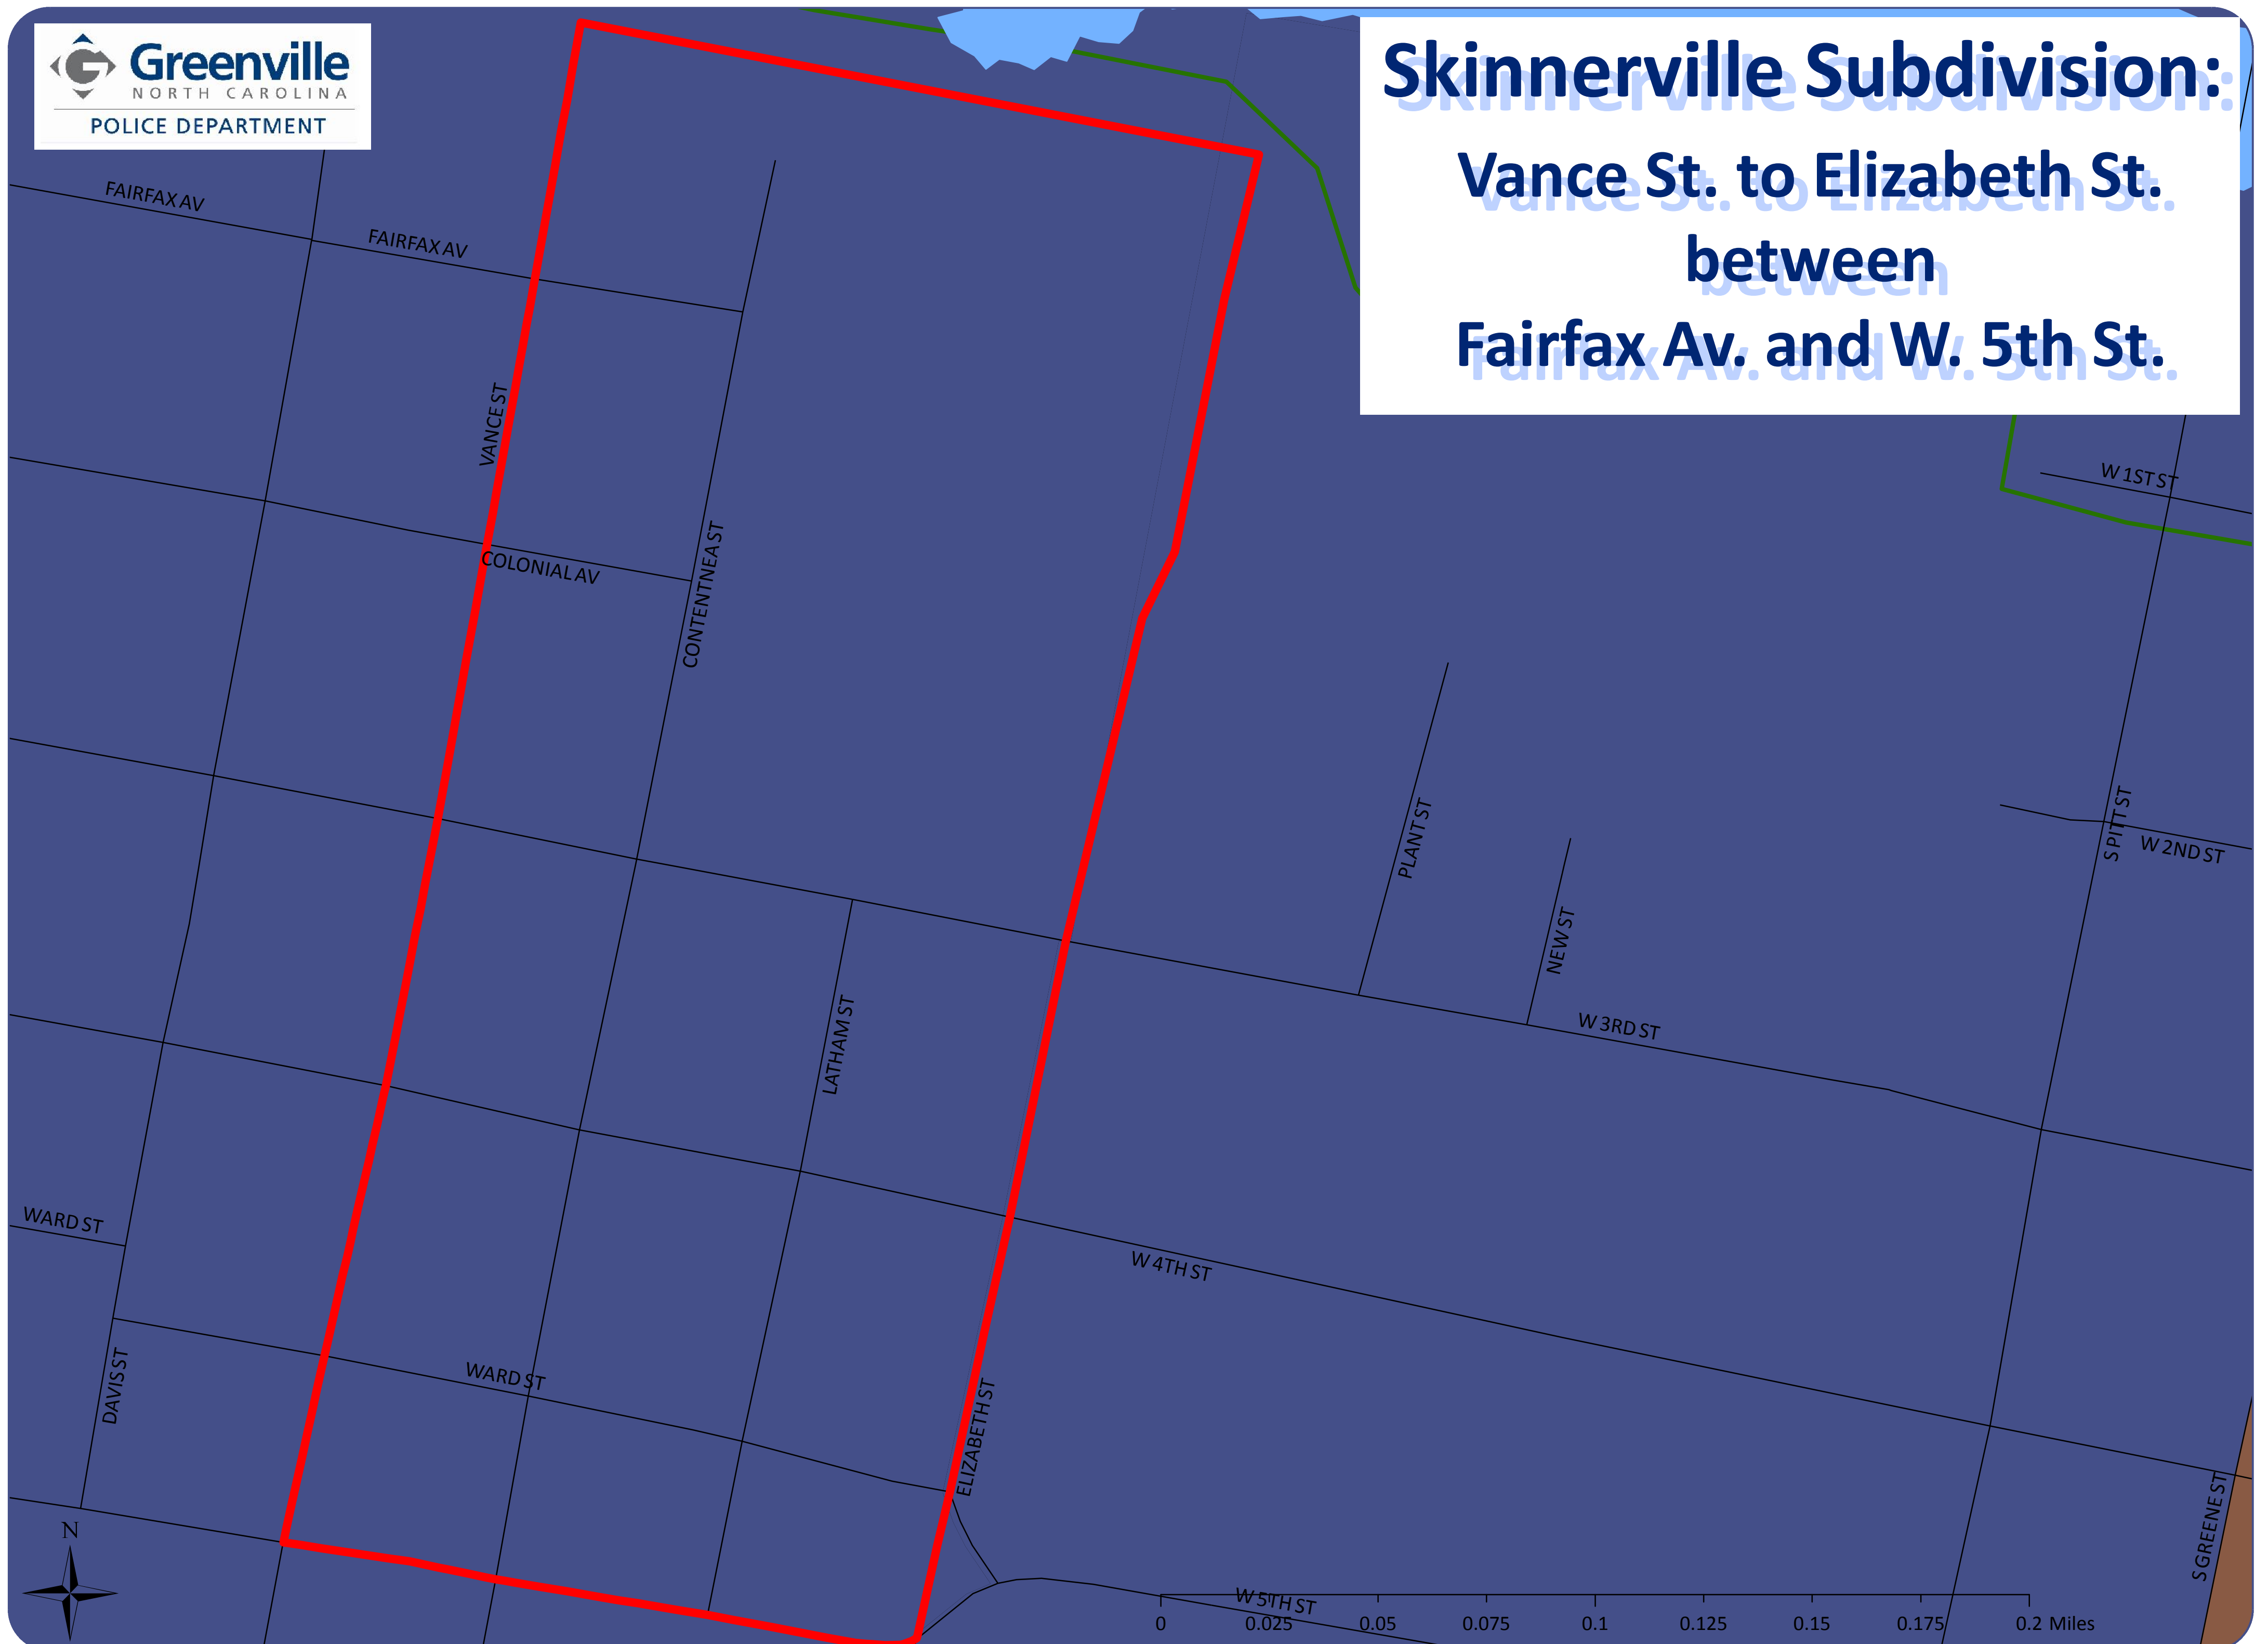 Greenville
NORTH CAROLINA
POLICE DEPARTMENT
Skinnerville Subdivision:
Vance St. to Elizabeth St.
between
Fairfax Av. and W. 5th St.
FAIRFAX AV
FAIRFAX AV
VANCE ST
COLONIAL AV
CONTENTNEA ST
W 1ST ST
S PITT ST
W 2ND ST
PLANT ST
NEW ST
W 3RD ST
LATHAM ST
WARD ST
W 4TH ST
WARD ST
DAVIS ST
ELIZABETH ST
S GREENE ST
W 5TH ST
N
0 0.025 0.05 0.075 0.1 0.125 0.15 0.175 0.2 Miles